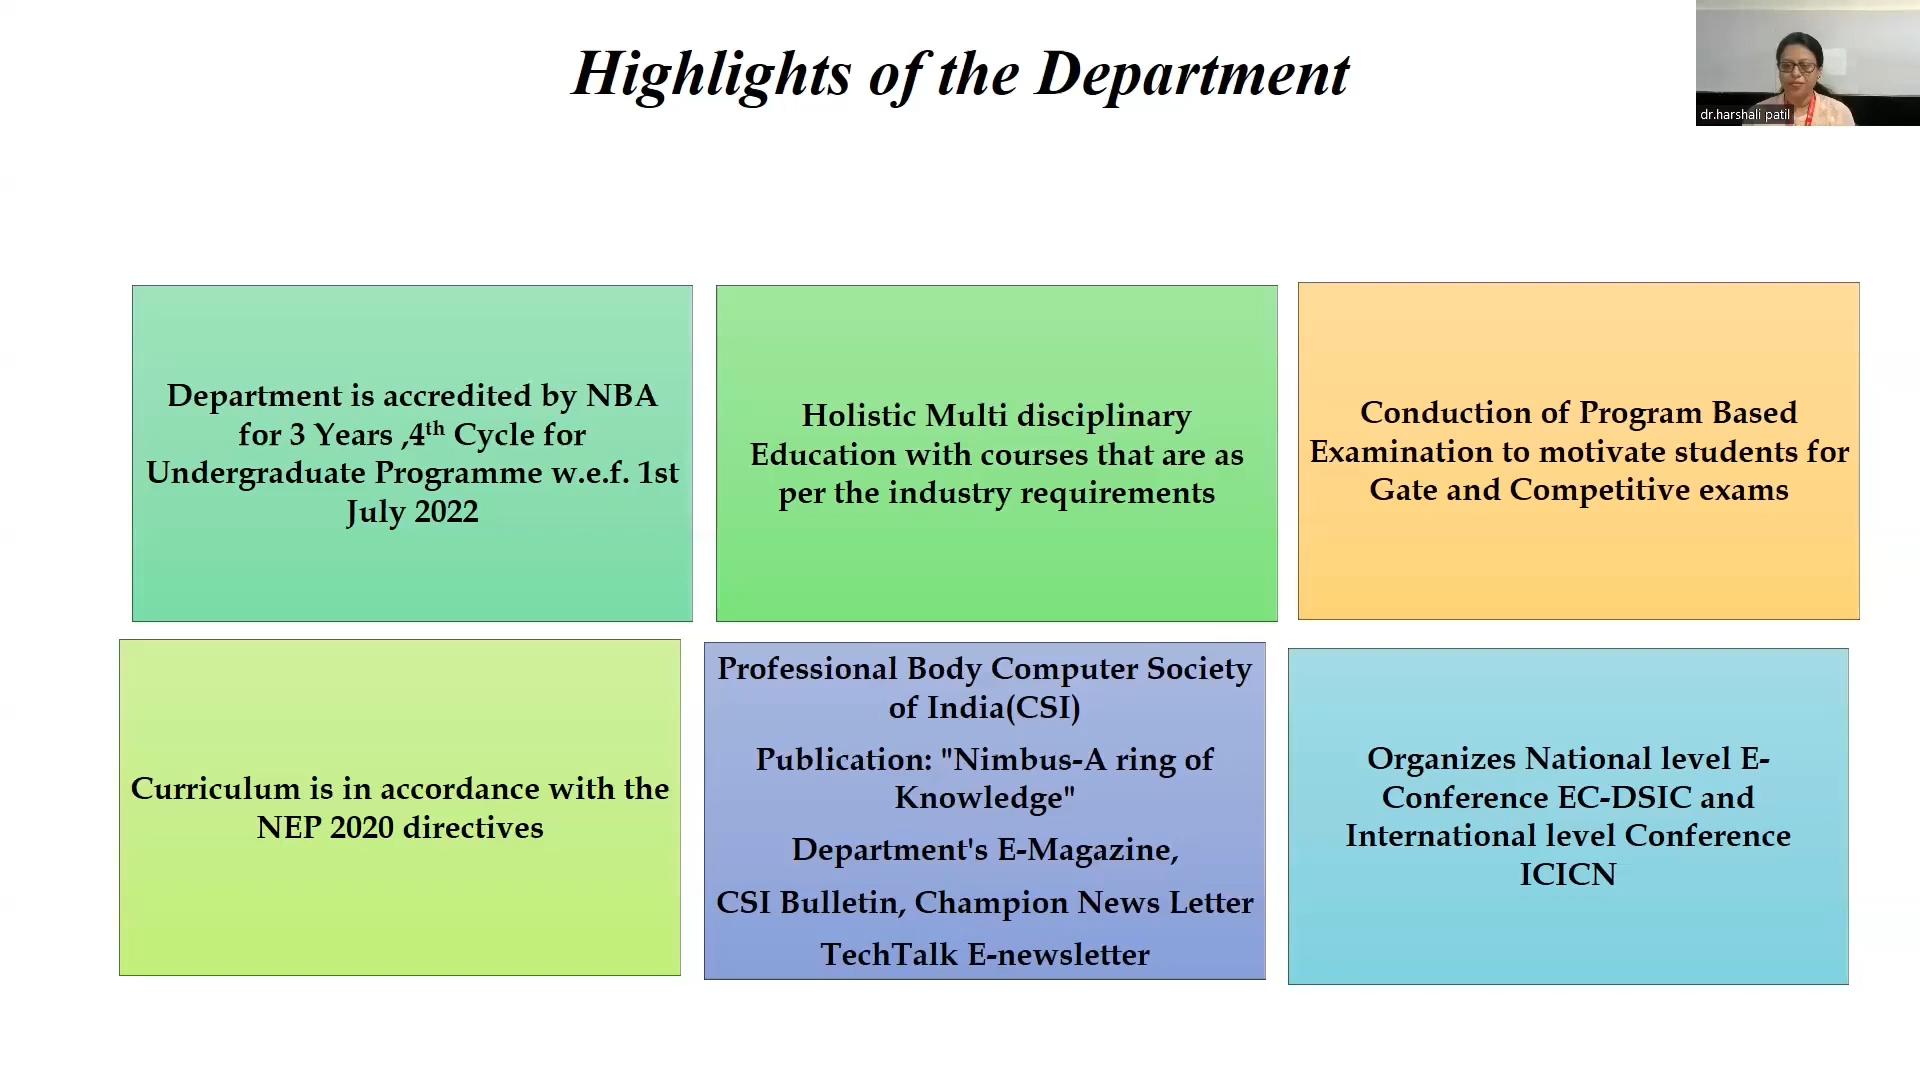 Highlights of the Department
dr.harshali patil
Department is accredited by NBA
for 3 Years ,4th Cycle for
Undergraduate Programme w.e.f. 1st
July 2022
Holistic Multi disciplinary
Education with courses that are as
per the industry requirements
Conduction of Program Based
Examination to motivate students for
Gate and Competitive exams
Curriculum is in accordance with the
NEP 2020 directives
Professional Body Computer Society
of India(CSI)
Publication: "Nimbus-A ring of
Knowledge"
Department's E-Magazine,
CSI Bulletin, Champion News Letter
TechTalk E-newsletter
Organizes National level E-
Conference EC-DSIC and
International level Conference
ICICN